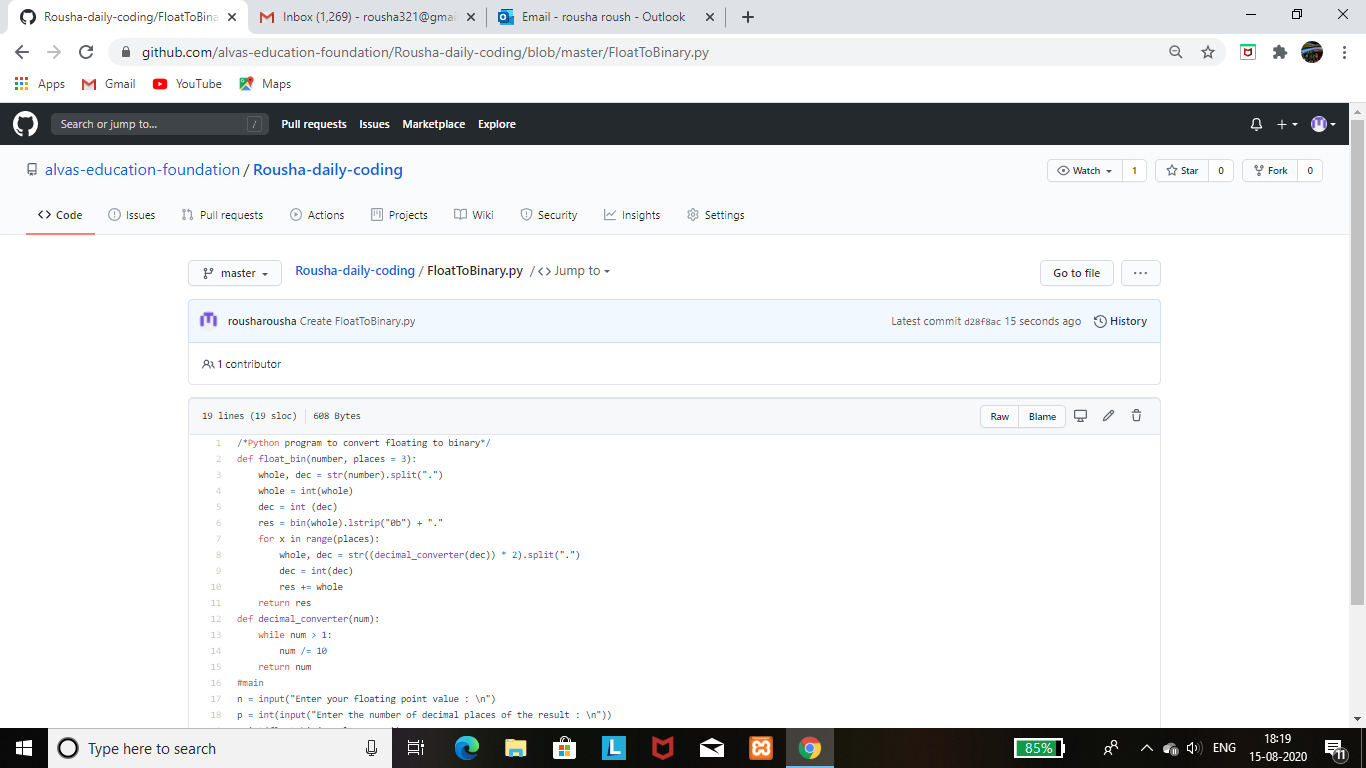 Rousha-daily-coding/FloatToBina
Inbox (1,269) - rousha321@gmai
Email - rousha roush - Outlook
github.com/alvas-education-foundation/Rousha-daily-coding/blob/master/FloatToBinary.py
Apps Gmail YouTube Maps
Search or jump to... / Pull requests Issues Marketplace Explore
alvas-education-foundation / Rousha-daily-coding
Watch 1 Star 0 Fork 0
Code Issues Pull requests Actions Projects Wiki Security Insights Settings
master Rousha-daily-coding / FloatToBinary.py / <> Jump to Go to file ...
rousharousha Create FloatToBinary.py Latest commit d28f8ac 15 seconds ago History
1 contributor
19 lines (19 sloc) 608 Bytes Raw Blame
1 /*Python program to convert floating to binary*/
2 def float_bin(number, places = 3):
3 whole, dec = str(number).split(".")
4 whole = int(whole)
5 dec = int (dec)
6 res = bin(whole).lstrip("0b") + "."
7 for x in range(places):
8 whole, dec = str((decimal_converter(dec)) * 2).split(".")
9 dec = int(dec)
10 res += whole
11 return res
12 def decimal_converter(num):
13 while num > 1:
14 num /= 10
15 return num
16 #main
17 n = input("Enter your floating point value : \n")
18 p = int(input("Enter the number of decimal places of the result : \n"))
Type here to search
L
85%
ENG
18:19
15-08-2020
11